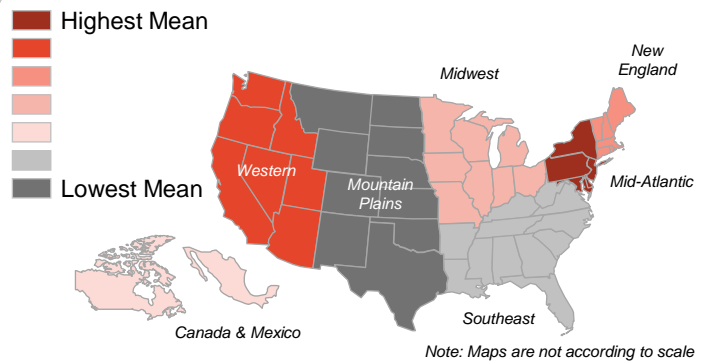 Highest Mean
Lowest Mean
New
England
Midwest
Western
Mountain
Plains
Mid-Atlantic
Southeast
Canada & Mexico
Note: Maps are not according to scale